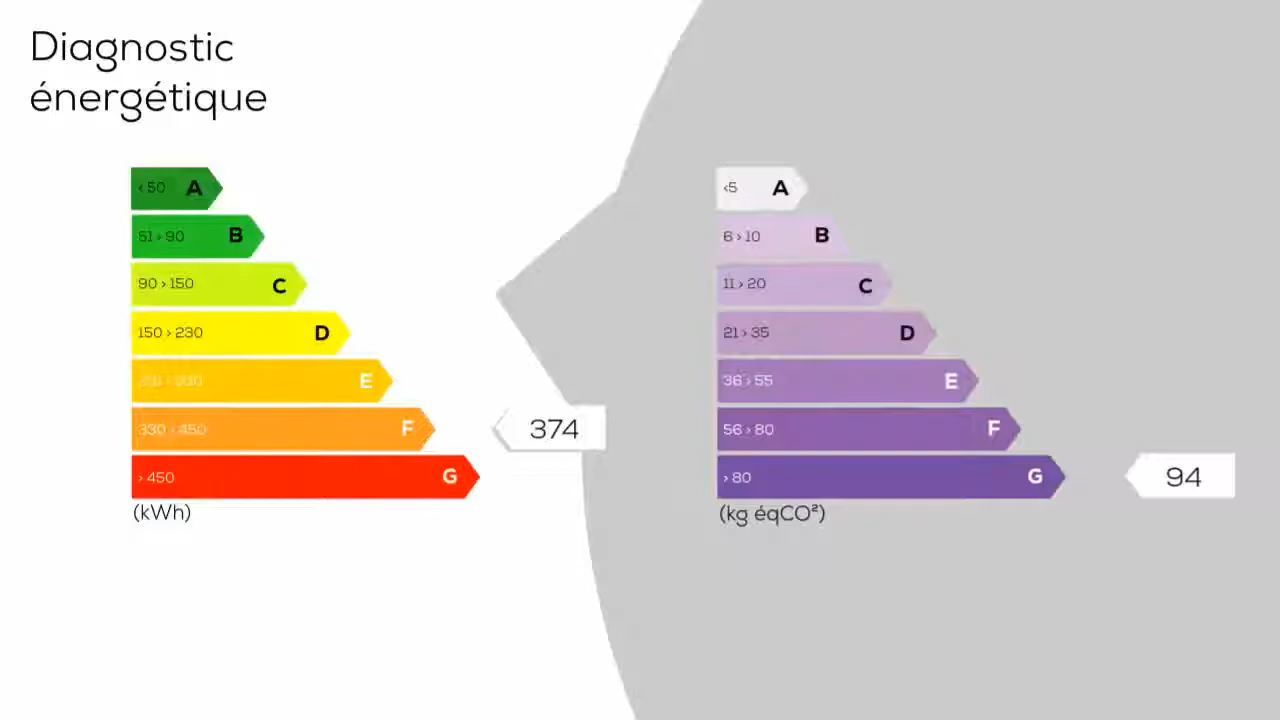 Diagnostic
énergétique
< 50 A
51 > 90 B
90 > 150 C
150 > 230 D
E
330 > 450 F
374
> 450 G
(kWh)
<5 A
6 > 10 B
11 > 20 C
21 > 35 D
36 > 55 E
56 > 80 F
> 80 G
94
(kg éqCO²)